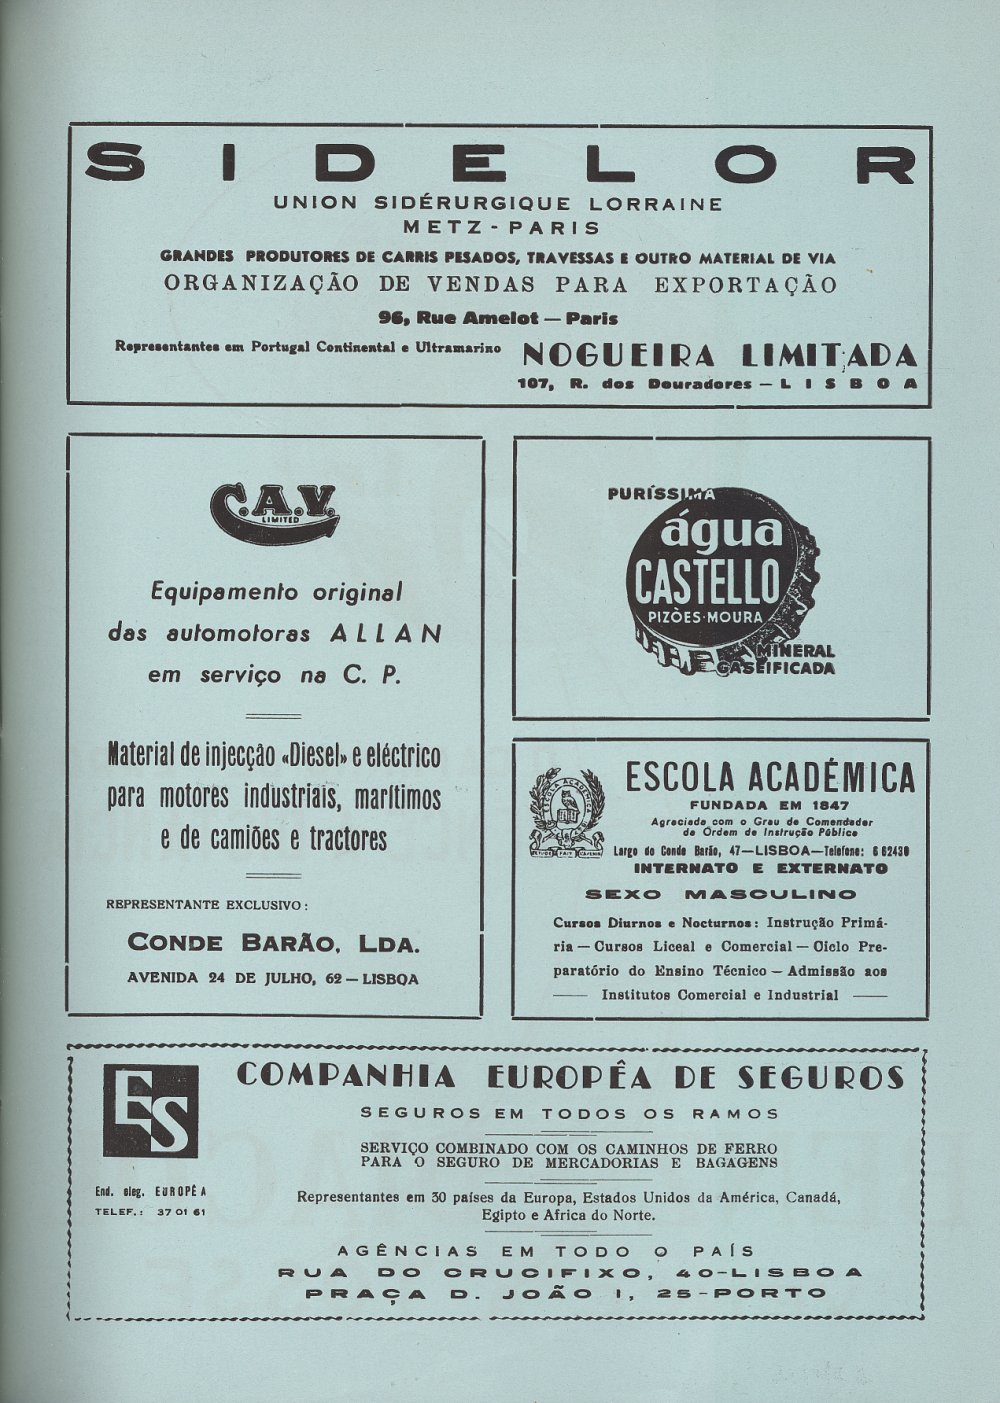 SIDELOR
UNION SIDÉRURGIQUE LORRAINE
METZ-PARIS
GRANDES PRODUTORES DE CARRIS PESADOS, TRAVESSAS E OUTRO MATERIAL DE VIA
ORGANIZAÇÃO DE VENDAS PARA EXPORTAÇÃO
96, Rue Amelot — Paris
Representantes em Portugal Continental e Ultramarino
NOGUEIRA LIMITADA
107, R. dos Douradores — LISBOA
C.A.V.
LIMITED
Equipamento original
das automotoras ALLAN
em serviço na C. P.
Material de injecção «Diesel» e eléctrico
para motores industriais, marítimos
e de camiões e tractores
REPRESENTANTE EXCLUSIVO:
CONDE BARÃO, LDA.
AVENIDA 24 DE JULHO, 62 — LISBOA
PURÍSSIMA
água
CASTELLO
PIZÕES·MOURA
MINERAL
GASEIFICADA
ESCOLA ACADÉMICA
FUNDADA EM 1847
Agraciada com o Grau de Comendador
da Ordem de Instrução Pública
Largo do Conde Barão, 47—LISBOA—Telefone: 6 62430
INTERNATO E EXTERNATO
SEXO MASCULINO
Cursos Diurnos e Nocturnos: Instrução Primá-
ria — Cursos Liceal e Comercial — Ciclo Pre-
paratório do Ensino Técnico — Admissão aos
Institutos Comercial e Industrial
ESCOLA ACADÉMICA
ES
COMPANHIA EUROPÊA DE SEGUROS
SEGUROS EM TODOS OS RAMOS
SERVIÇO COMBINADO COM OS CAMINHOS DE FERRO
PARA O SEGURO DE MERCADORIAS E BAGAGENS
End. eleg. EUROPÊA
TELEF.: 37 01 61
Representantes em 30 países da Europa, Estados Unidos da América, Canadá,
Egipto e Africa do Norte.
AGÊNCIAS EM TODO O PAÍS
RUA DO CRUCIFIXO, 40-LISBOA
PRAÇA D. JOÃO I, 25-PORTO